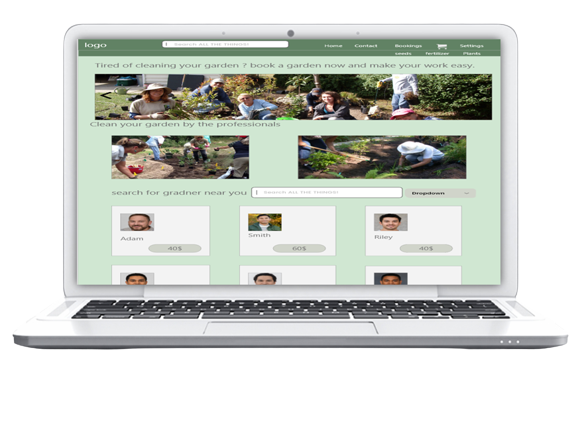 logo
Search ALL THE THINGS!
Home Contact Bookings Settings
seeds fertiliser Plants
Tired of cleaning your garden ? book a garden now and make your work easy.
Clean your garden by the professionals
search for gradner near you Search ALL THE THINGS! Dropdown
Adam Smith Riley
40$ 60$ 40$